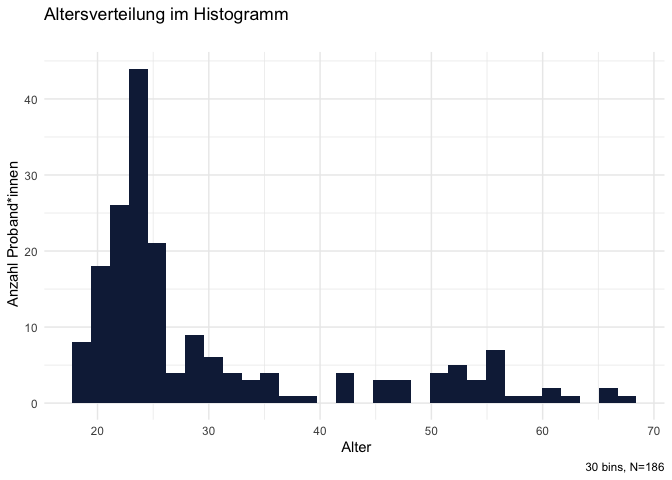 Altersverteilung im Histogramm
Anzahl Proband*innen
40
30
20
10
0
20 30 40 50 60 70
Alter
30 bins, N=186